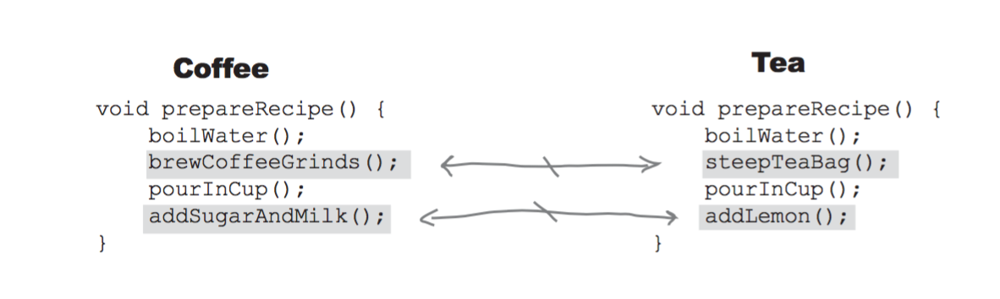 Coffee
void prepareRecipe() {
boilWater();
brewCoffeeGrinds();
pourInCup();
addSugarAndMilk();
}
Tea
void prepareRecipe() {
boilWater();
steepTeaBag();
pourInCup();
addLemon();
}